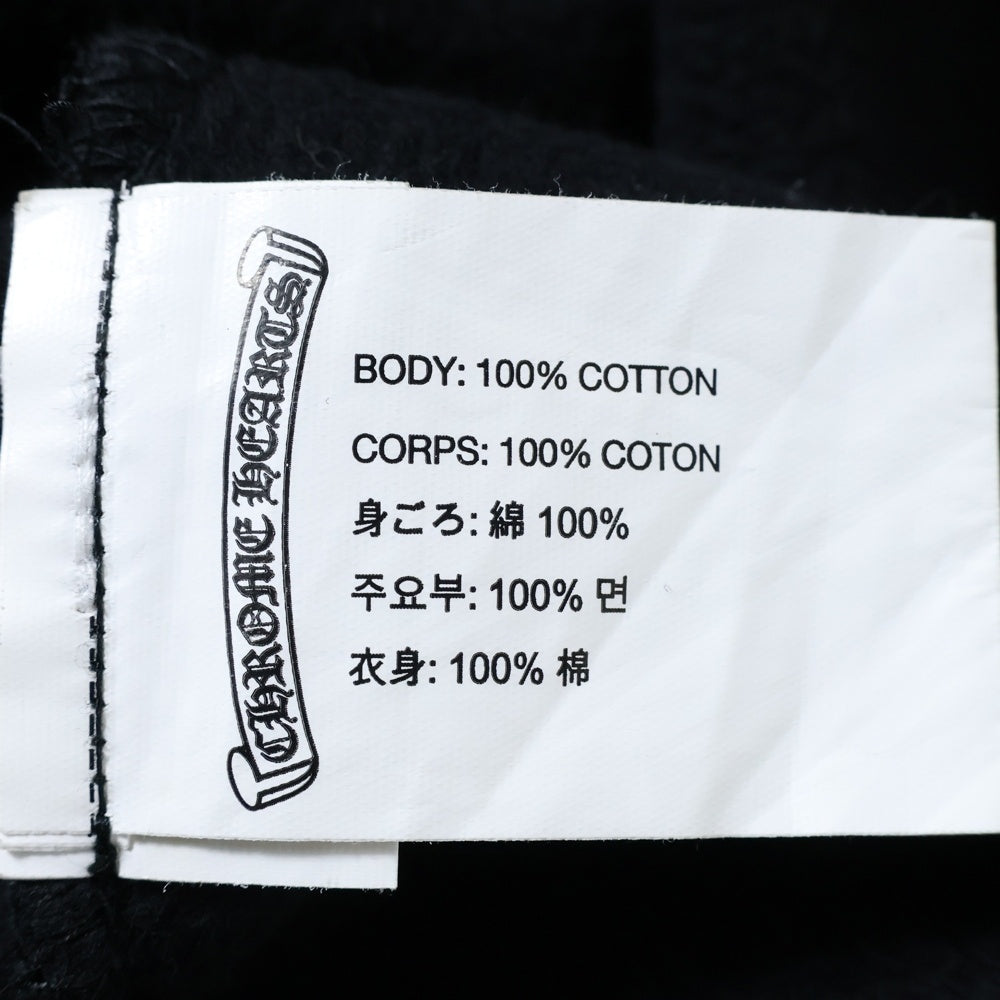 CHROME HEARTS
BODY: 100% COTTON
CORPS: 100% COTON
身ごろ: 綿 100%
주요부: 100% 면
衣身: 100% 棉